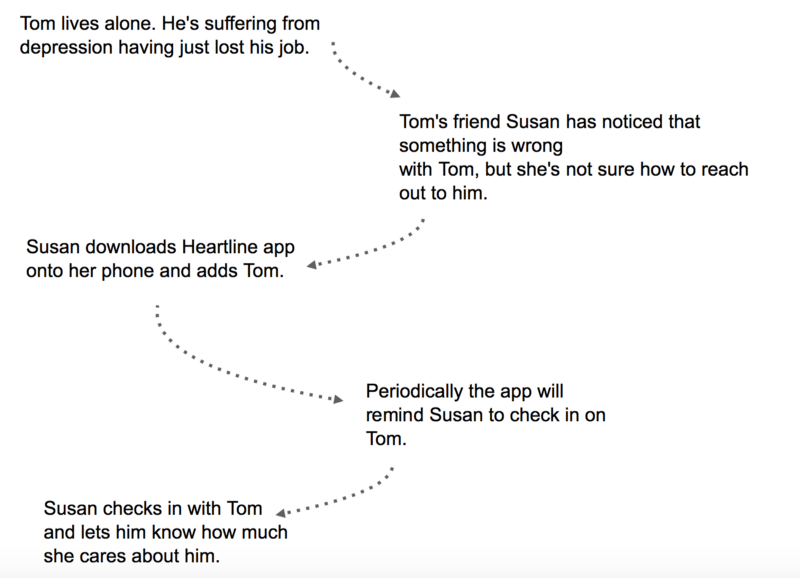 Tom lives alone. He's suffering from
depression having just lost his job.
Tom's friend Susan has noticed that
something is wrong
with Tom, but she's not sure how to reach
out to him.
Susan downloads Heartline app
onto her phone and adds Tom.
Periodically the app will
remind Susan to check in on
Tom.
Susan checks in with Tom
and lets him know how much
she cares about him.